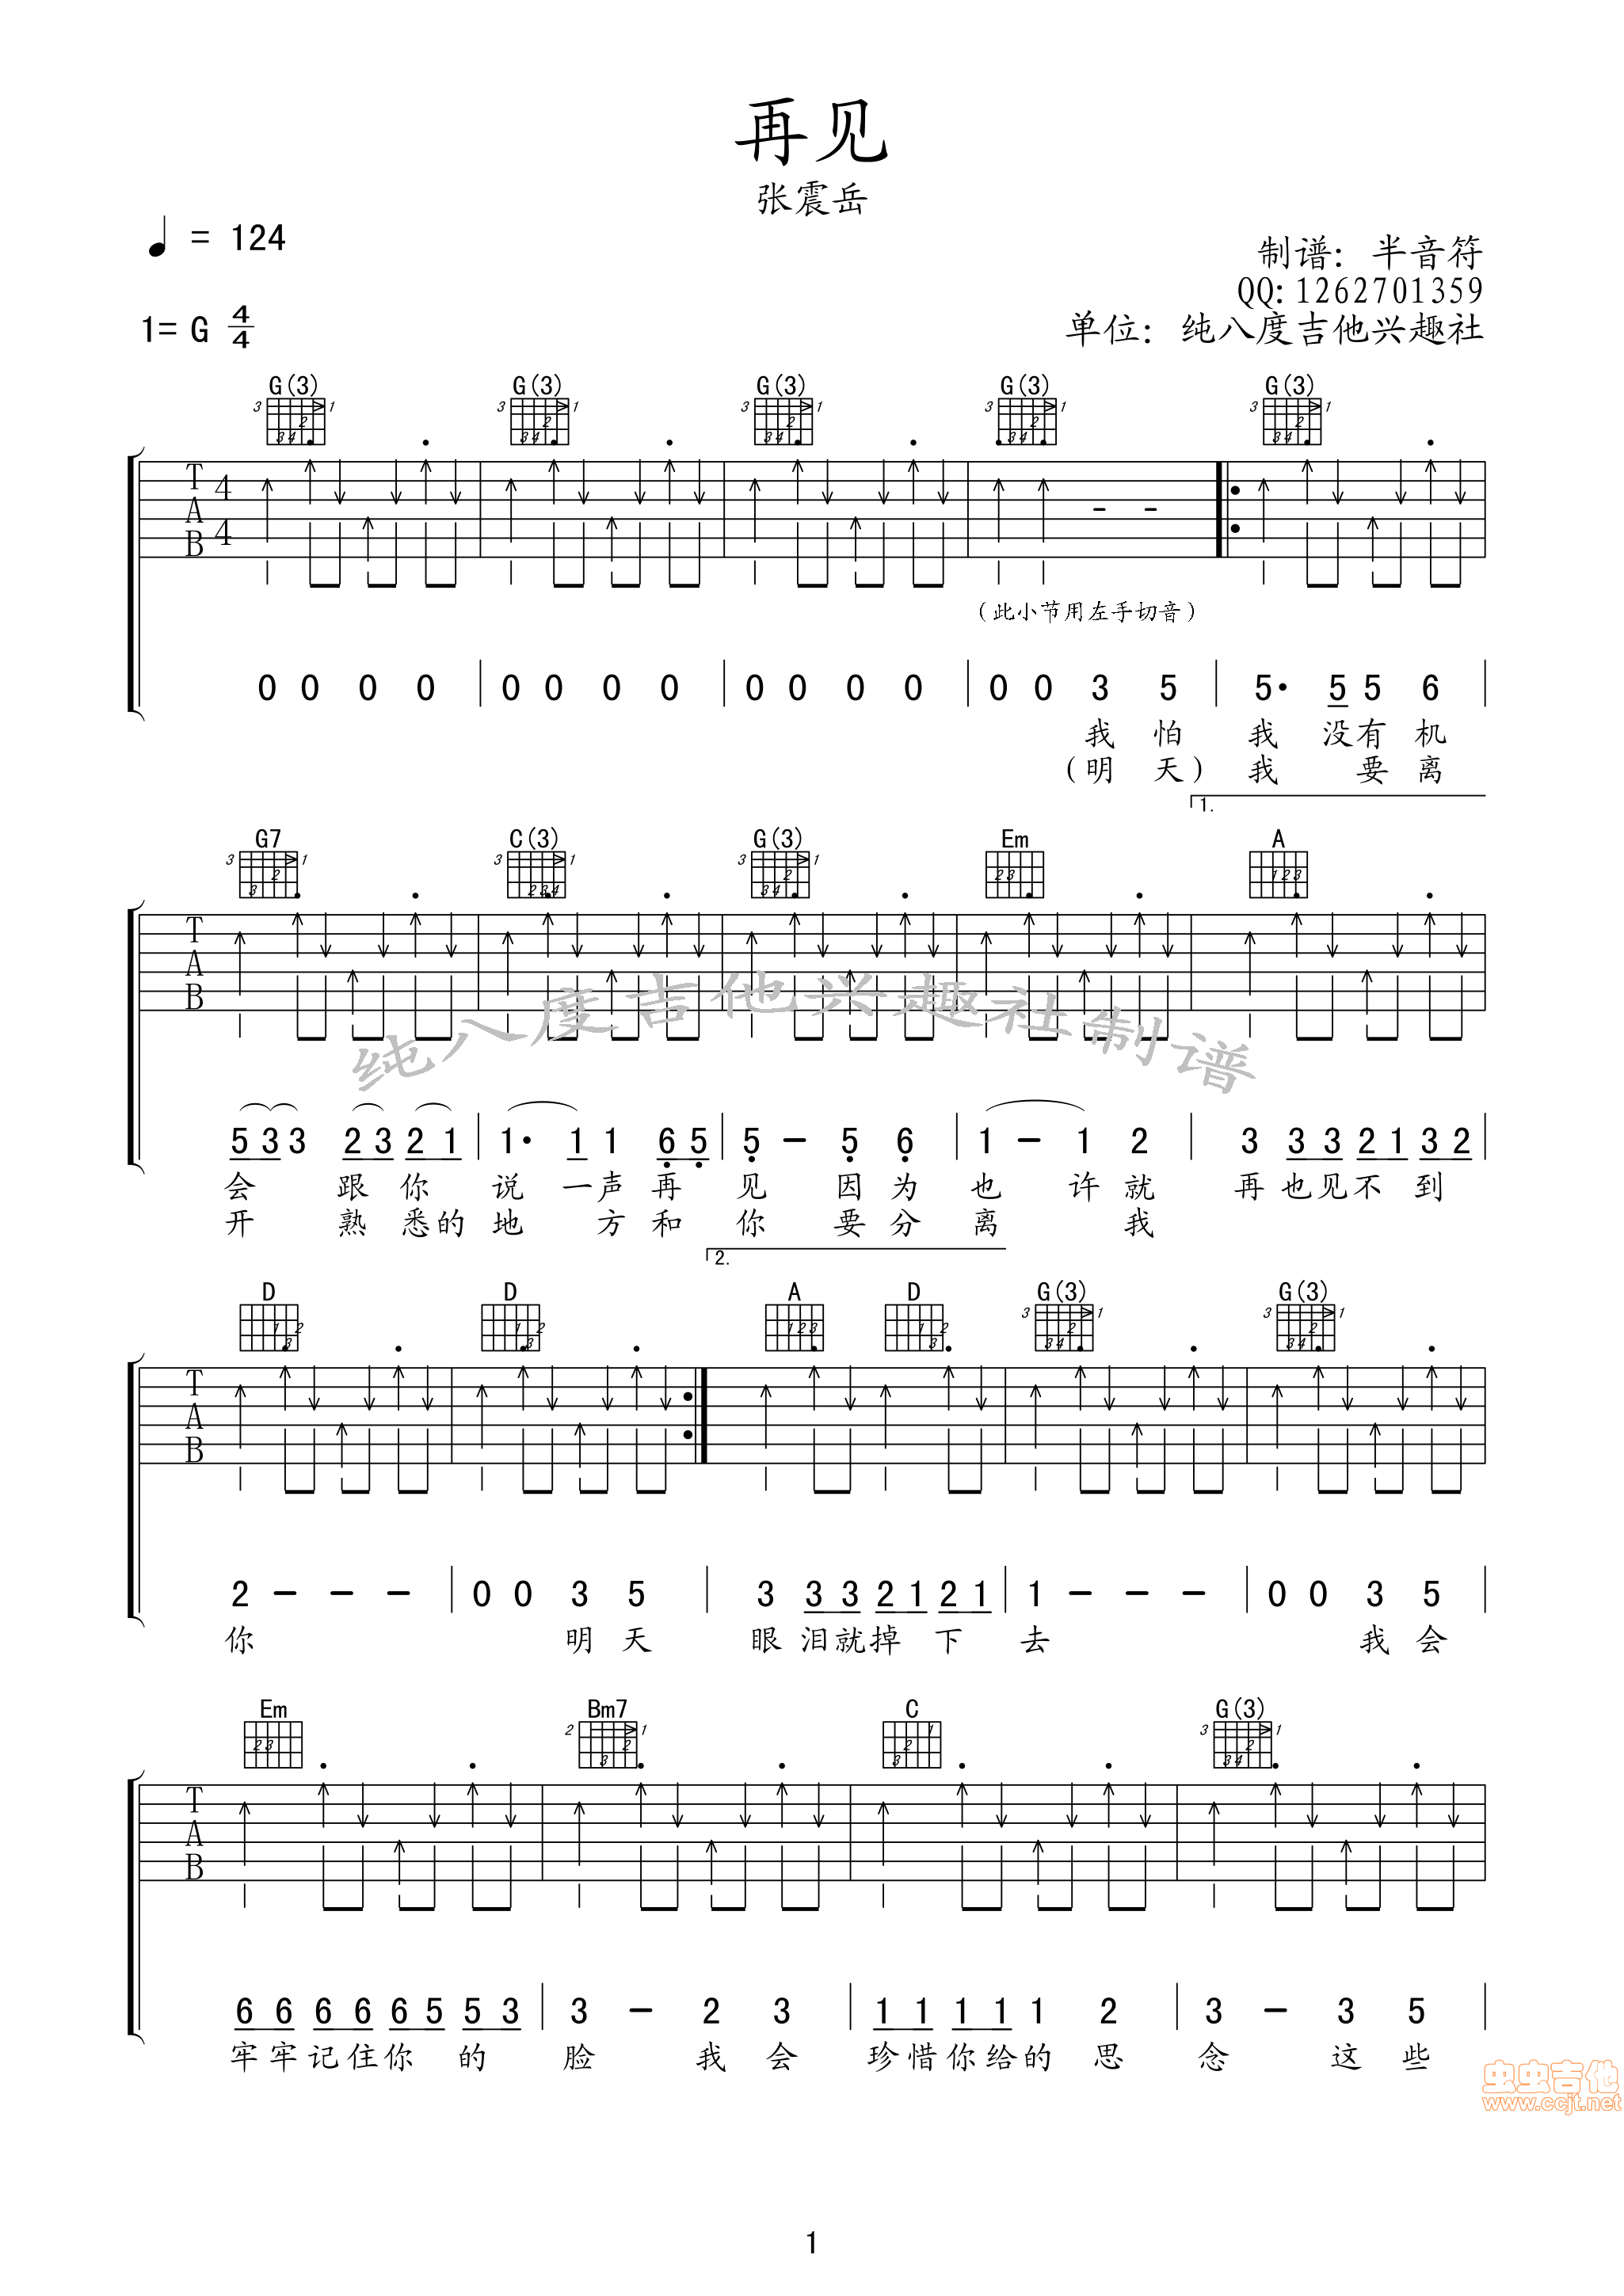 再见
张震岳
♩ = 124
制谱：半音符
QQ:1262701359
1= G 4/4
单位：纯八度吉他兴趣社
G(3) G(3) G(3) G(3) G(3)
T A B 4 4
(此小节用左手切音)
0 0 0 0 | 0 0 0 0 | 0 0 0 0 | 0 0 3 5 | 5· 5 5 6 |
我 怕 我 没 有 机
(明 天) 我 要 离
1.
G7 C(3) G(3) Em A
T A B
纯八度吉他兴趣社制谱
5 3 3 2 3 2 1 | 1· 1 1 6 5 | 5 − 5 6 | 1 − 1 2 | 3 3 3 2 1 3 2 |
会 跟 你 说 一 声 再 见 因 为 也 许 就 再 也 见 不 到
开 熟 悉 的 地 方 和 你 要 分 离 我
2.
D D A D G(3) G(3)
T A B
2 − − − | 0 0 3 5 | 3 3 3 2 1 2 1 | 1 − − − | 0 0 3 5 |
你 明 天 眼 泪 就 掉 下 去 我 会
Em Bm7 C G(3)
T A B
6 6 6 6 6 5 5 3 | 3 − 2 3 | 1 1 1 1 1 2 | 3 − 3 5 |
牢 牢 记 住 你 的 脸 我 会 珍 惜 你 给 的 思 念 这 些
虫虫吉他
www.ccjt.net
1